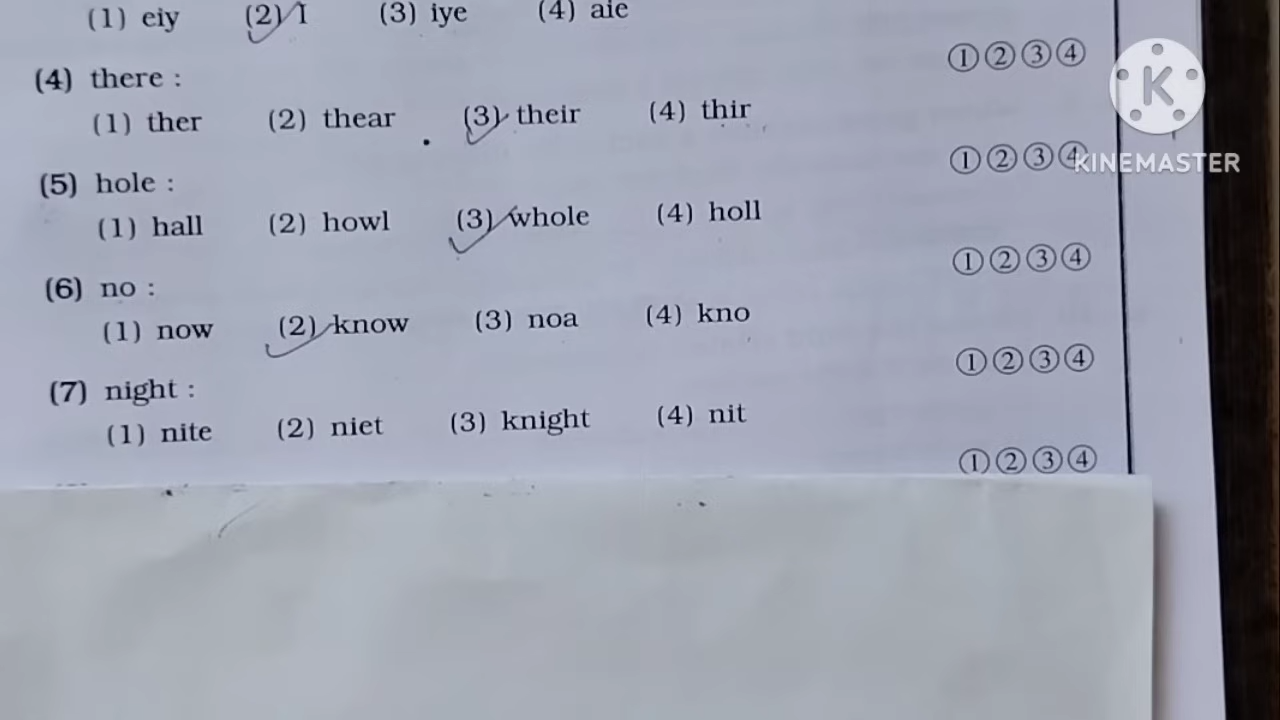 (1) eiy (2) I (3) iye (4) aie
①②③④
(4) there :
(1) ther (2) thear (3) their (4) thir
①②③④
(5) hole :
(1) hall (2) howl (3) whole (4) holl
①②③④
(6) no :
(1) now (2) know (3) noa (4) kno
①②③④
(7) night :
(1) nite (2) niet (3) knight (4) nit
①②③④
K
KINEMASTER